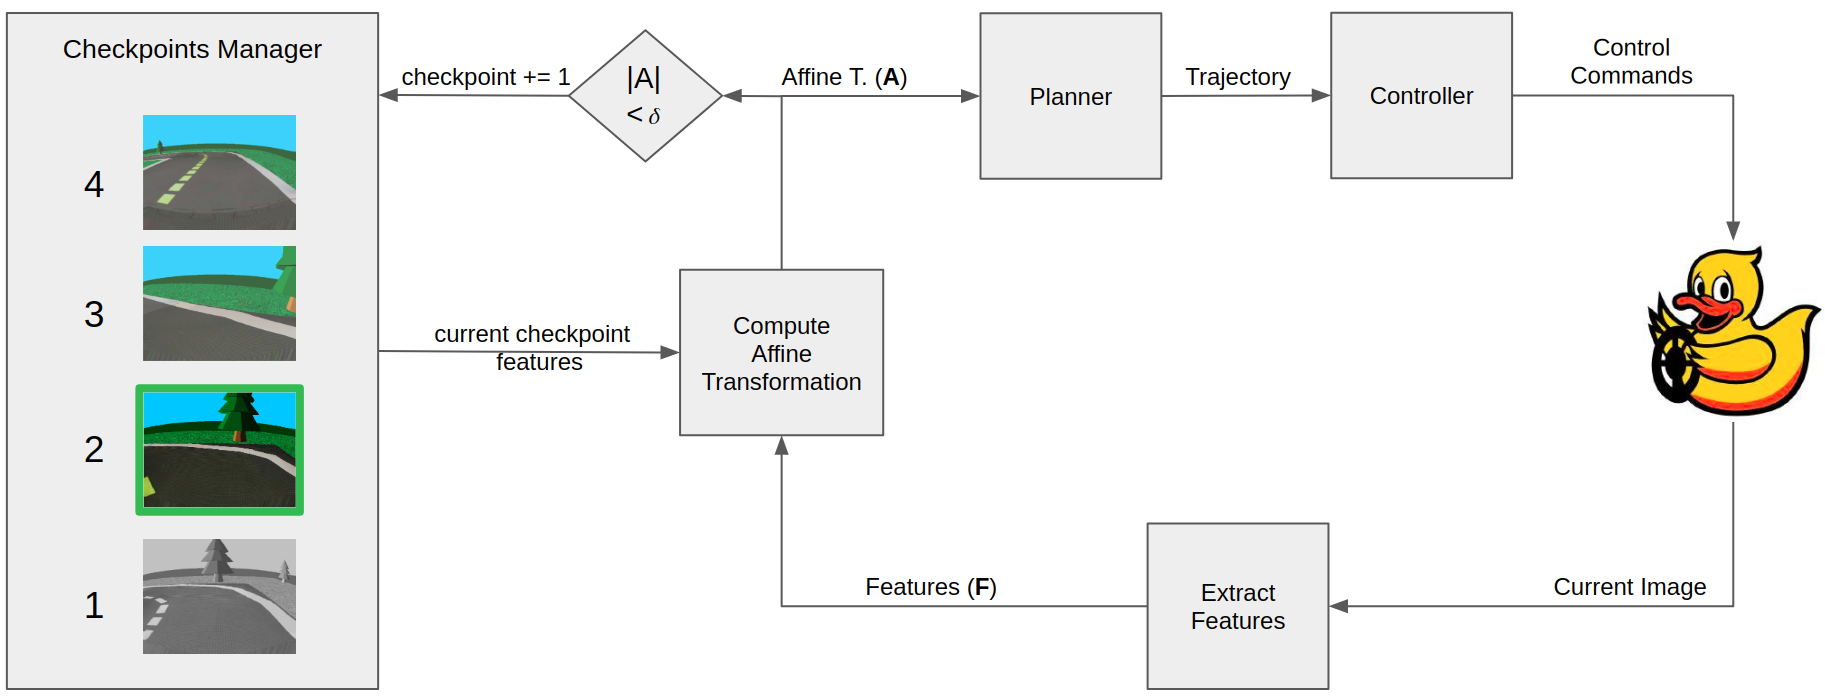 Checkpoints Manager
4
3
2
1
checkpoint += 1
|A|
< δ
Affine T. (A)
Planner
Trajectory
Controller
Control
Commands
current checkpoint
features
Compute
Affine
Transformation
Features (F)
Extract
Features
Current Image